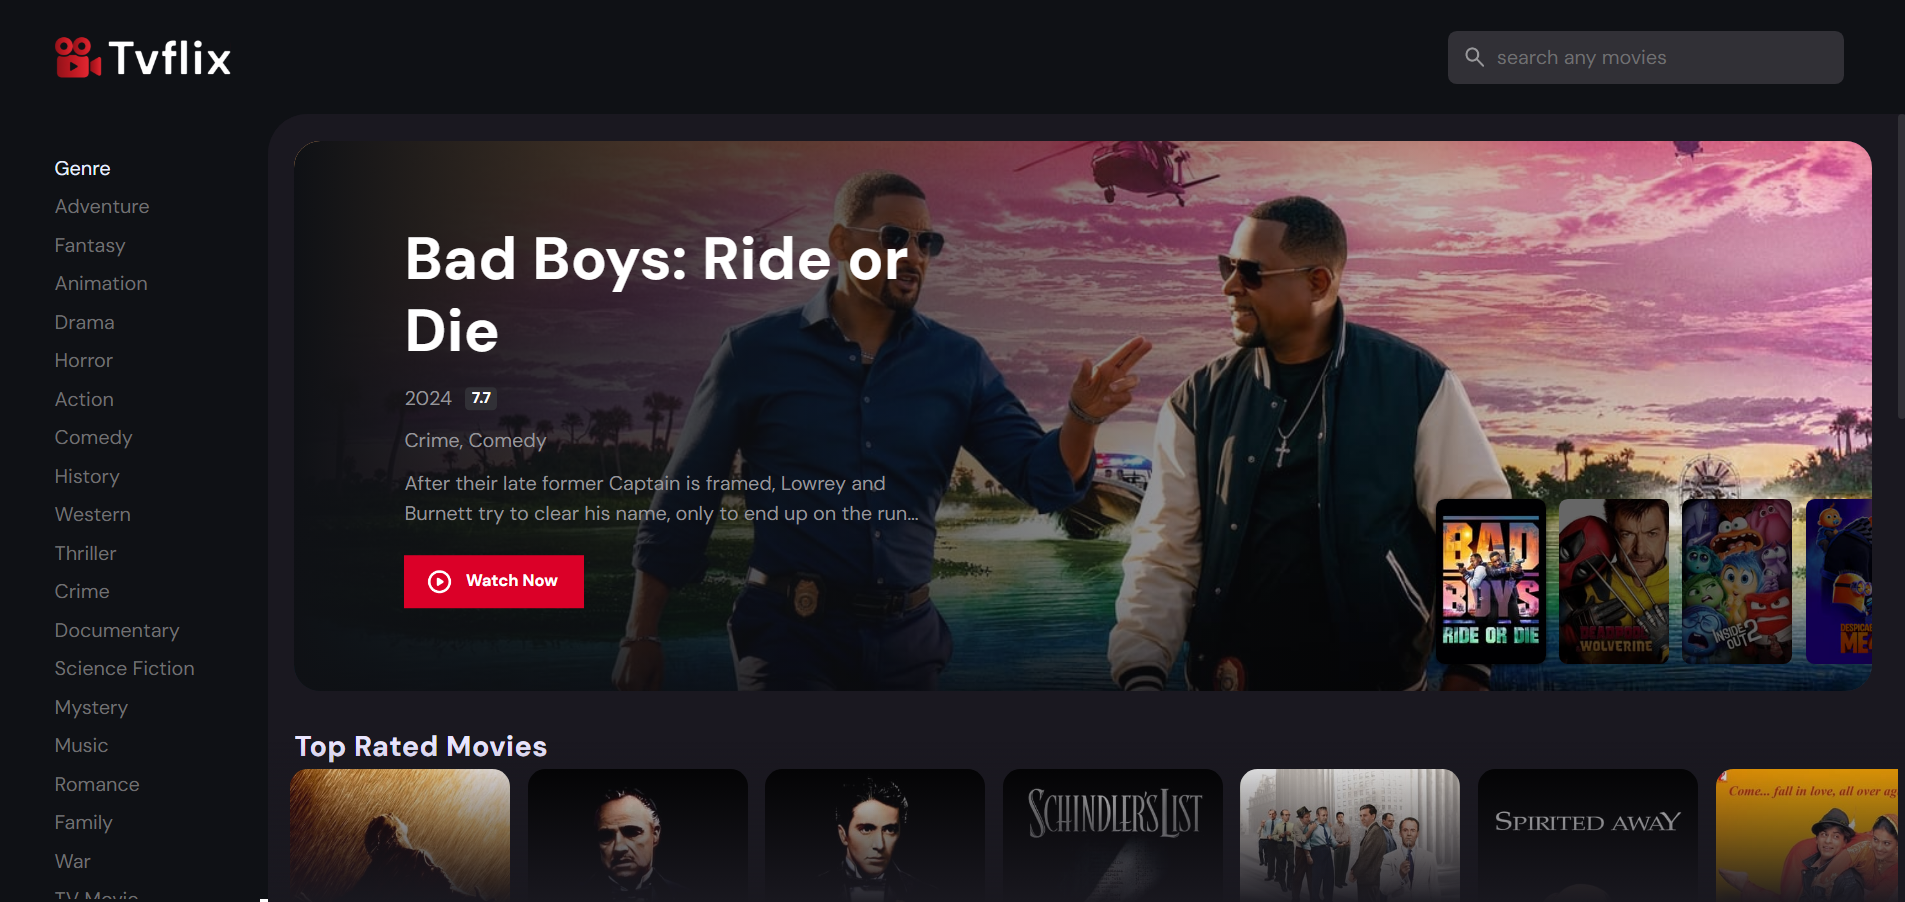 Tvflix
search any movies
Genre
Adventure
Fantasy
Animation
Drama
Horror
Action
Comedy
History
Western
Thriller
Crime
Documentary
Science Fiction
Mystery
Music
Romance
Family
War
TV Movie
Bad Boys: Ride or
Die
2024 7.7
Crime, Comedy
After their late former Captain is framed, Lowrey and
Burnett try to clear his name, only to end up on the run...
Watch Now
BAD
BOYS
RIDE OR DIE
DEADPOOL
WOLVERINE
INSIDE
OUT 2
ME
Top Rated Movies
SCHINDLER'S LIST
SPIRITED AWAY
Come... fall in love, all over